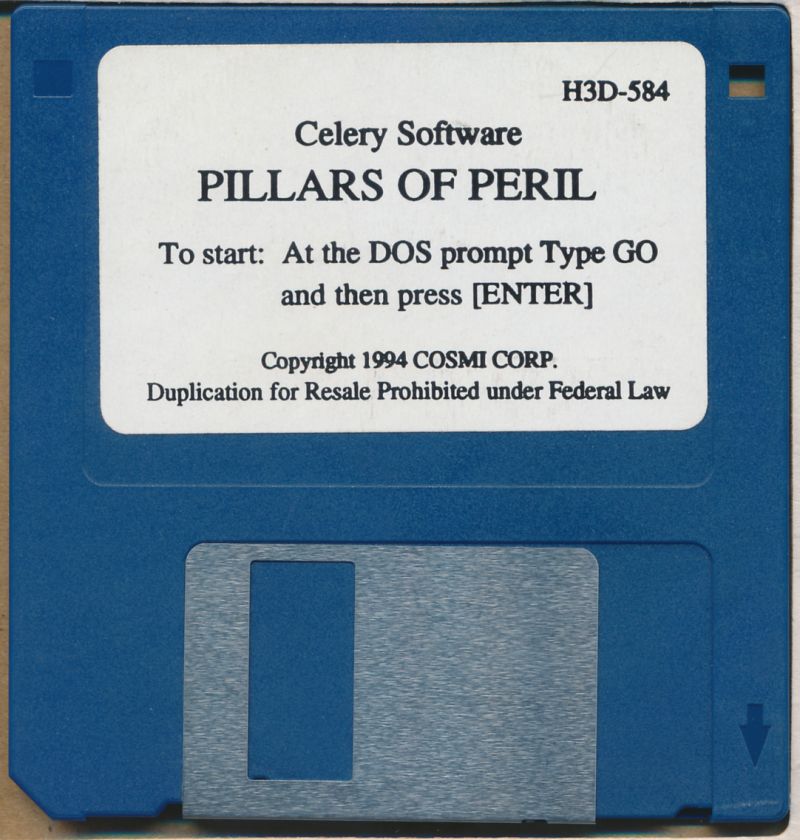 H3D-584
Celery Software
PILLARS OF PERIL
To start: At the DOS prompt Type GO
and then press [ENTER]
Copyright 1994 COSMI CORP.
Duplication for Resale Prohibited under Federal Law